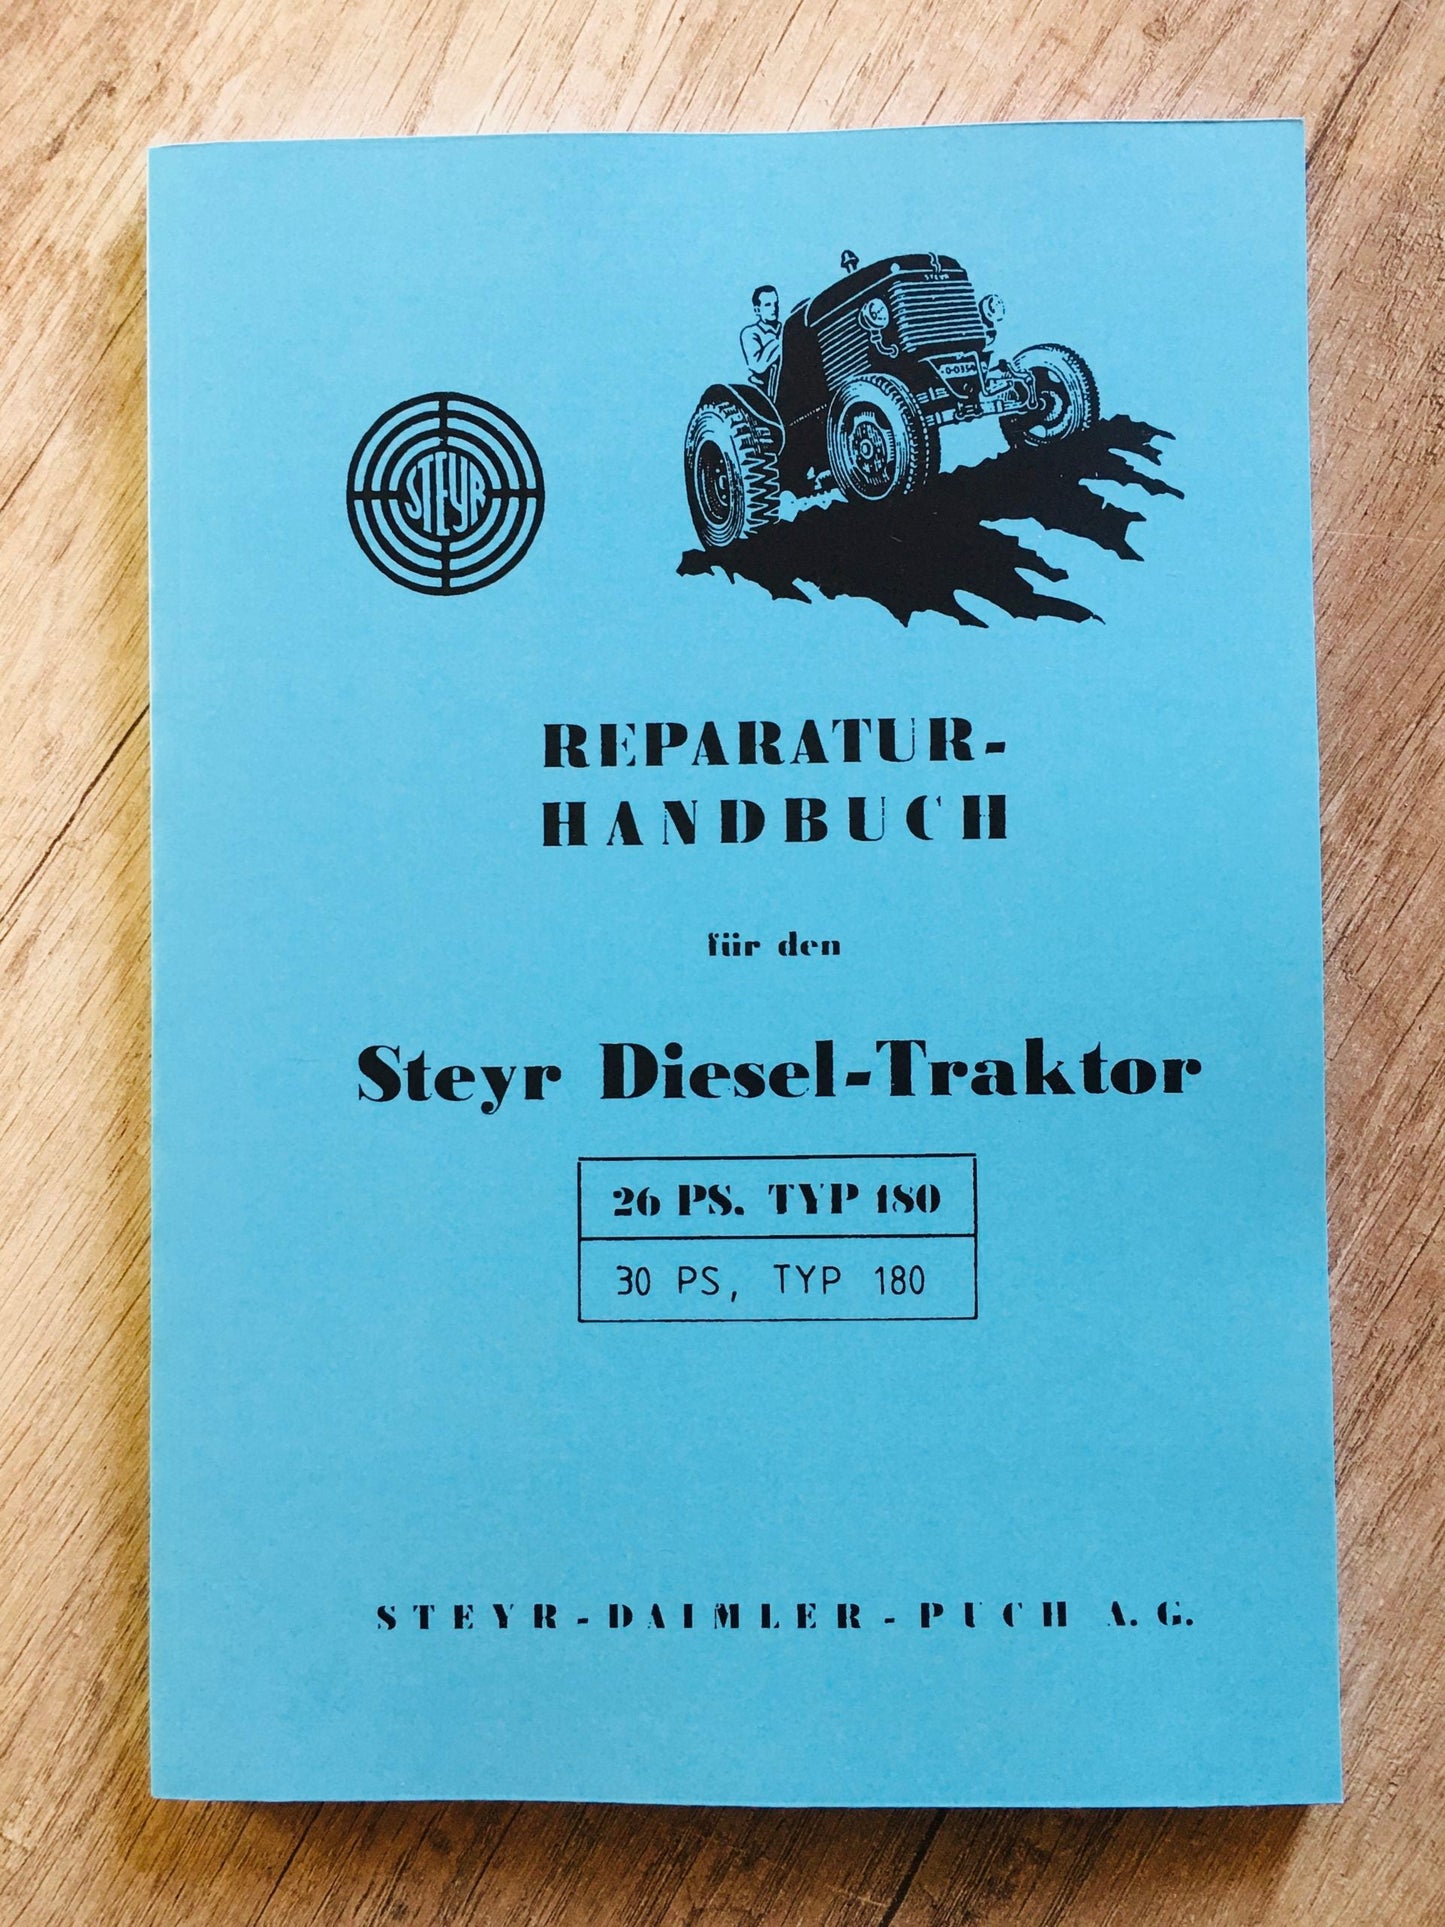 STEYR
STEYR
REPARATUR-
HANDBUCH
für den
Steyr Diesel-Traktor
26 PS. TYP 180
30 PS, TYP 180
STEYR-DAIMLER-PUCH A. G.